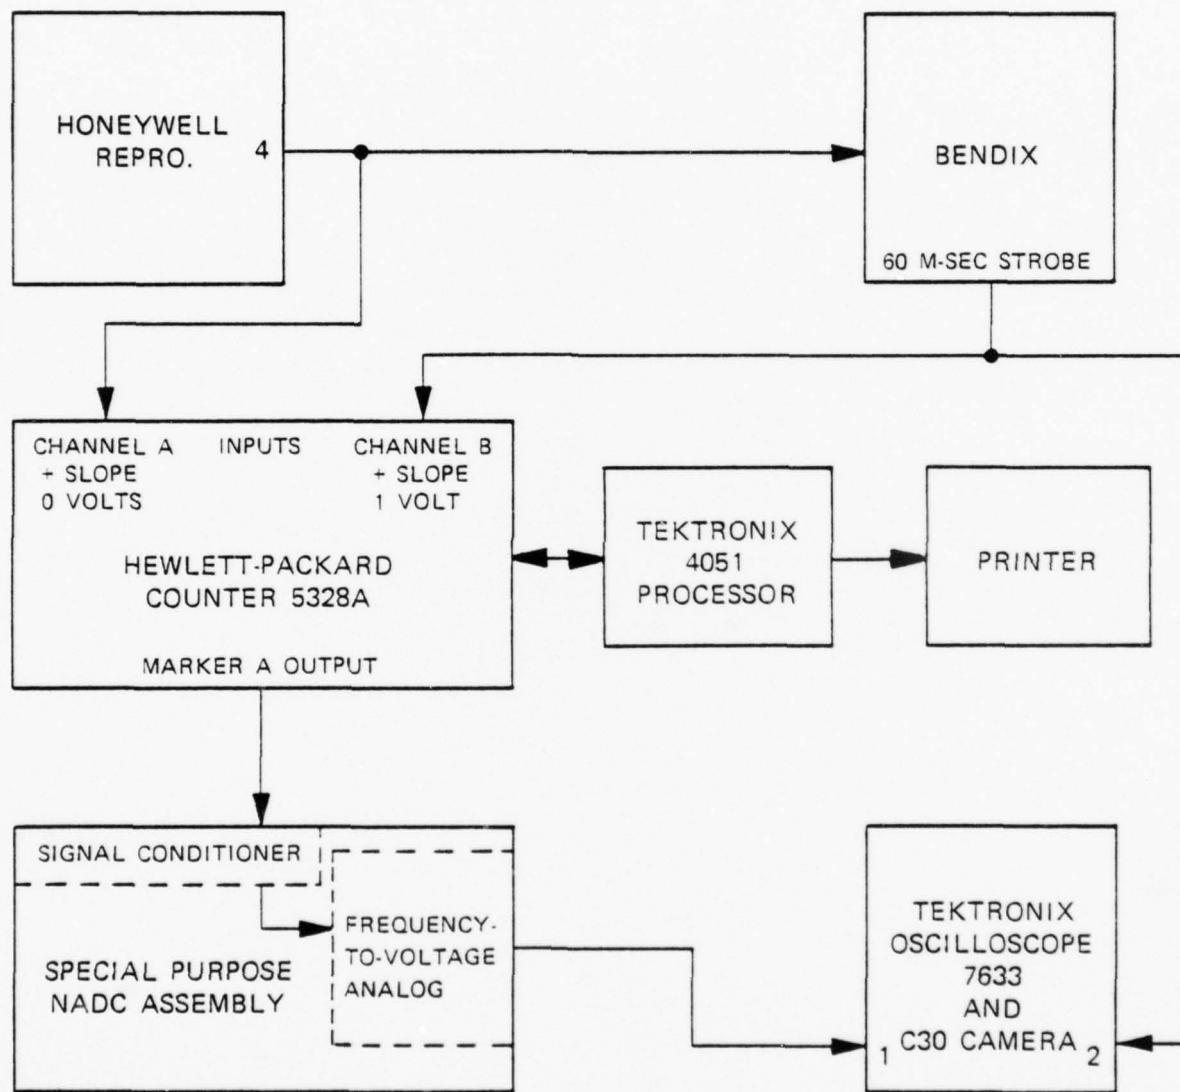 HONEYWELL
REPRO.
4
BENDIX
60 M-SEC STROBE
CHANNEL A
+ SLOPE
0 VOLTS
INPUTS
CHANNEL B
+ SLOPE
1 VOLT
HEWLETT-PACKARD
COUNTER 5328A
MARKER A OUTPUT
TEKTRONIX
4051
PROCESSOR
PRINTER
SIGNAL CONDITIONER
FREQUENCY-
TO-VOLTAGE
ANALOG
SPECIAL PURPOSE
NADC ASSEMBLY
TEKTRONIX
OSCILLOSCOPE
7633
AND
C30 CAMERA
1
2